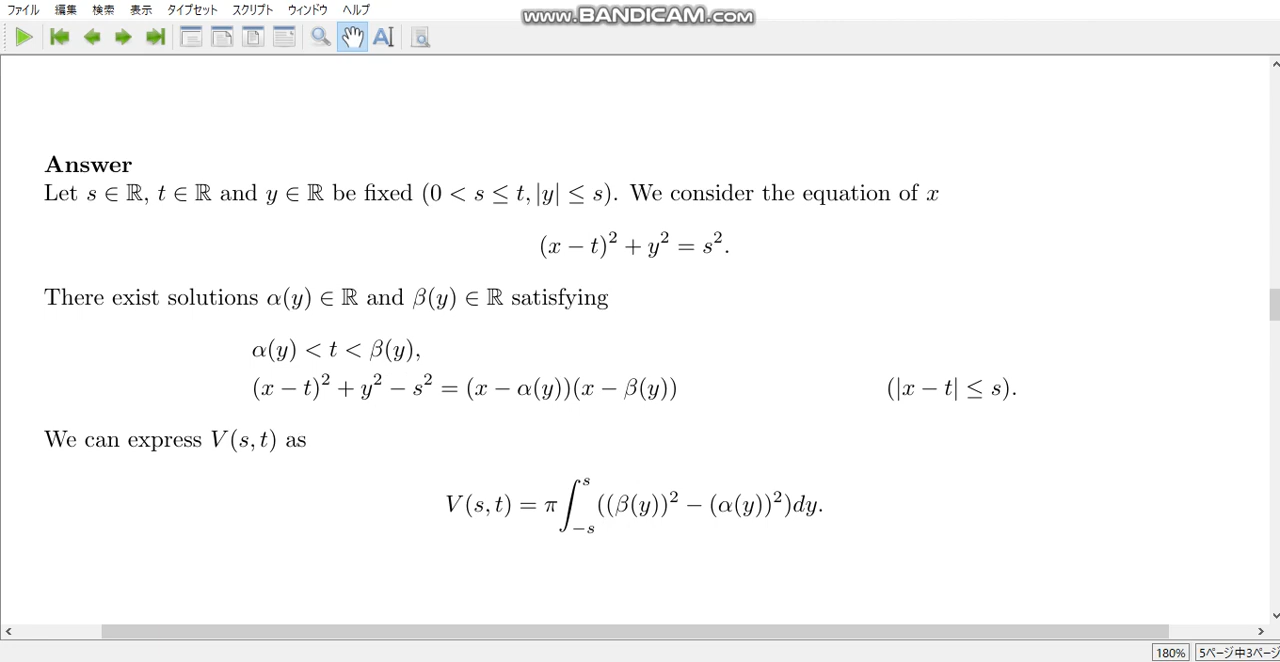 ファイル 編集 検索 表示 タイプセット スクリプト ウィンドウ ヘルプ
www.BANDICAM.com
Answer
Let s ∈ ℝ, t ∈ ℝ and y ∈ ℝ be fixed (0 < s ≤ t, |y| ≤ s). We consider the equation of x
(x − t)² + y² = s².
There exist solutions α(y) ∈ ℝ and β(y) ∈ ℝ satisfying
α(y) < t < β(y),
(x − t)² + y² − s² = (x − α(y))(x − β(y)) (|x − t| ≤ s).
We can express V(s, t) as
V(s, t) = π ∫_{−s}^{s} ((β(y))² − (α(y))²)dy.
180% 5ページ中3ページ